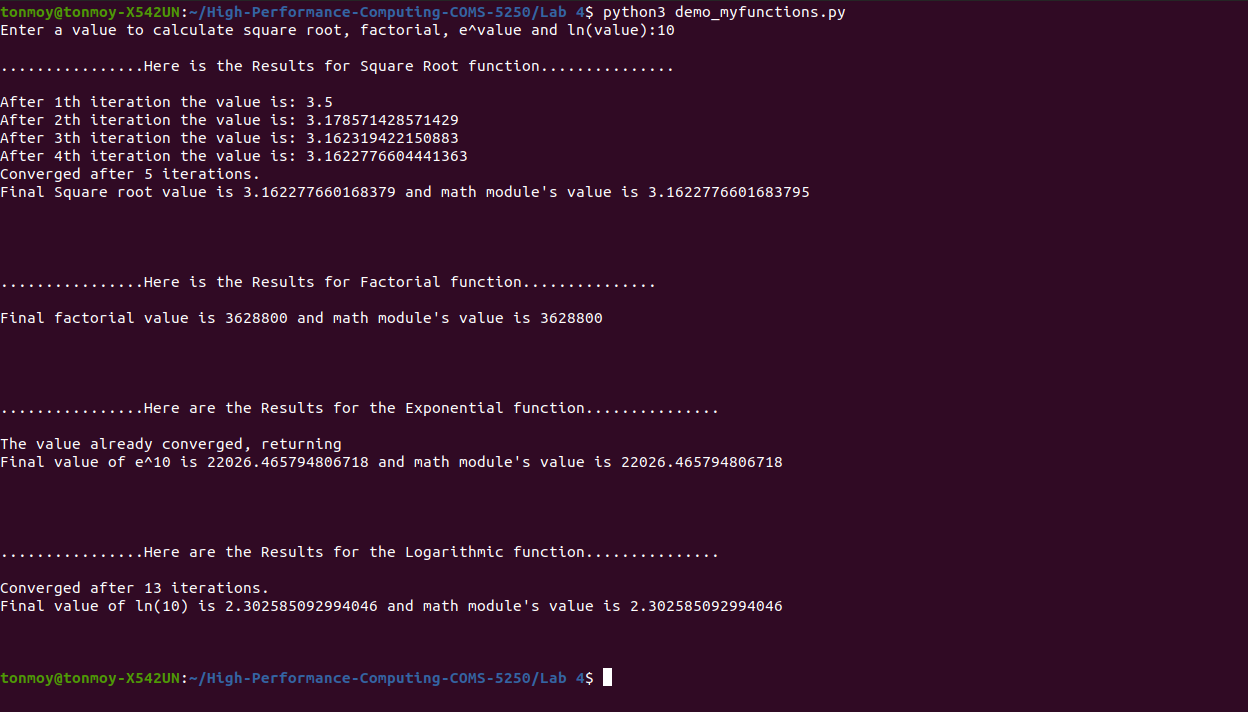 tonmoy@tonmoy-X542UN:~/High-Performance-Computing-COMS-5250/Lab 4$ python3 demo_myfunctions.py
Enter a value to calculate square root, factorial, e^value and ln(value):10
................Here is the Results for Square Root function...............
After 1th iteration the value is: 3.5
After 2th iteration the value is: 3.178571428571429
After 3th iteration the value is: 3.162319422150883
After 4th iteration the value is: 3.1622776604441363
Converged after 5 iterations.
Final Square root value is 3.162277660168379 and math module's value is 3.1622776601683795
................Here is the Results for Factorial function...............
Final factorial value is 3628800 and math module's value is 3628800
................Here are the Results for the Exponential function...............
The value already converged, returning
Final value of e^10 is 22026.465794806718 and math module's value is 22026.465794806718
................Here are the Results for the Logarithmic function...............
Converged after 13 iterations.
Final value of ln(10) is 2.302585092994046 and math module's value is 2.302585092994046
tonmoy@tonmoy-X542UN:~/High-Performance-Computing-COMS-5250/Lab 4$